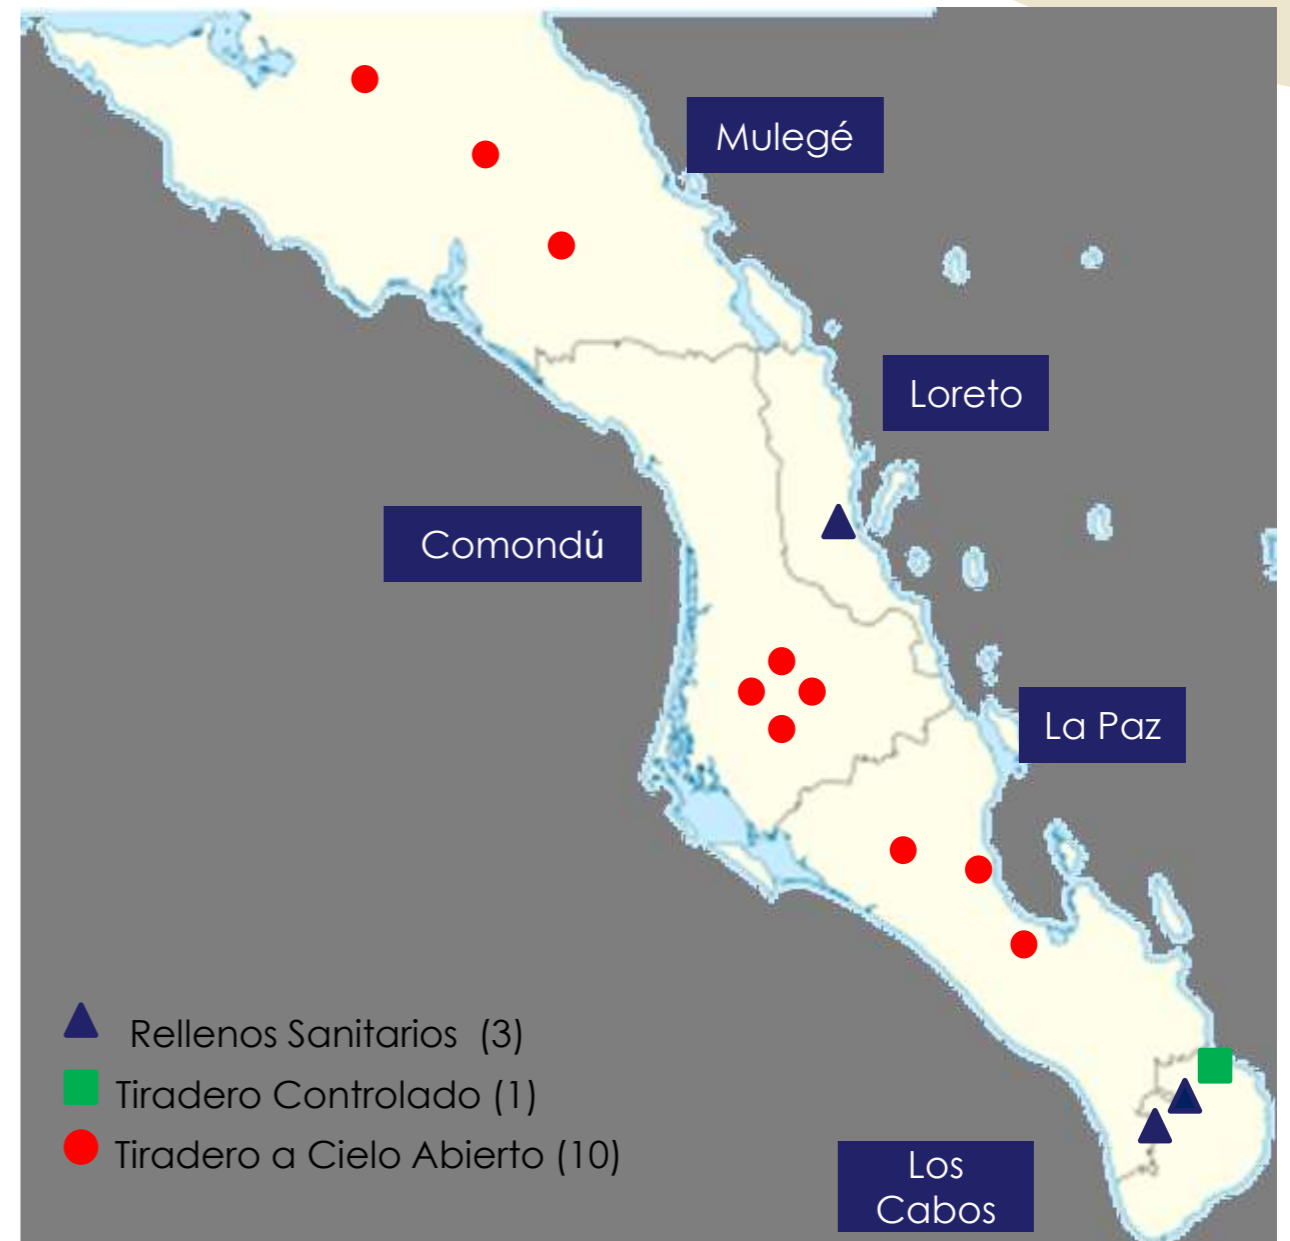 Mulegé
Loreto
Comondú
La Paz
Rellenos Sanitarios (3)
Tiradero Controlado (1)
Tiradero a Cielo Abierto (10)
Los
Cabos